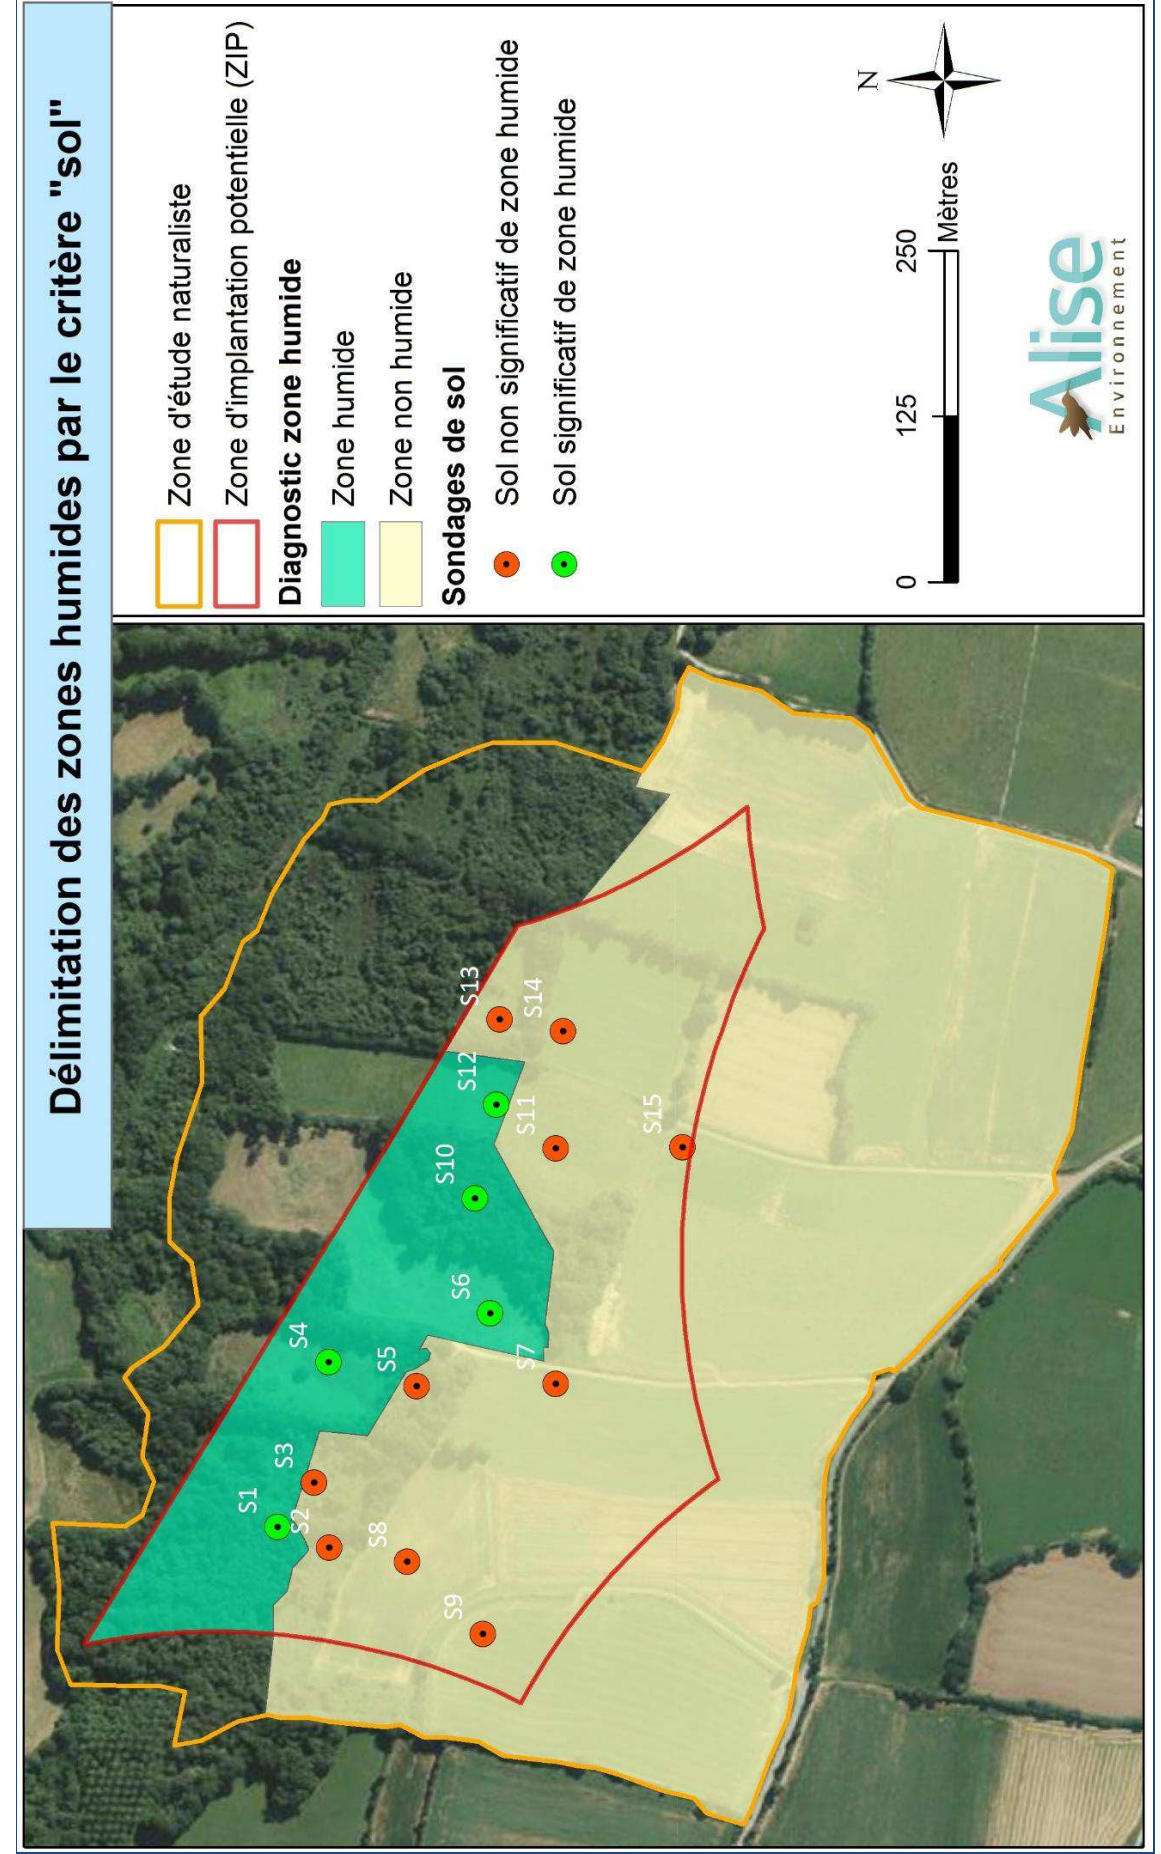 Délimitation des zones humides par le critère "sol"
Zone d'étude naturaliste
Zone d'implantation potentielle (ZIP)
Diagnostic zone humide
Zone humide
Zone non humide
Sondages de sol
Sol non significatif de zone humide
Sol significatif de zone humide
N
0 125 250
Mètres
Alise
Environnement
S1
S2
S3
S4
S5
S6
S7
S8
S9
S10
S11
S12
S13
S14
S15